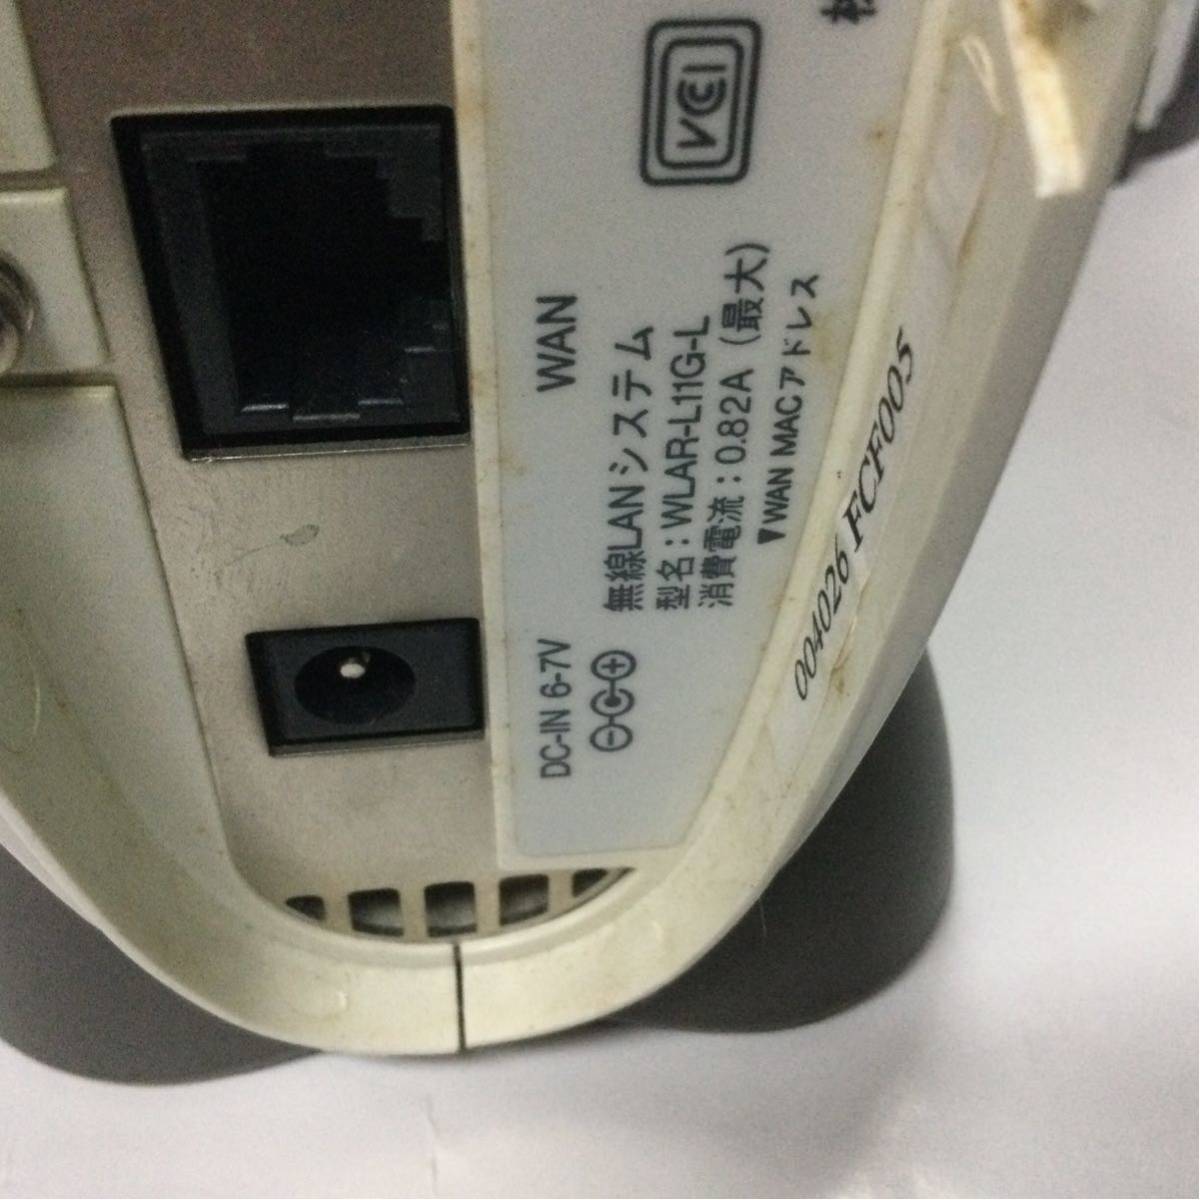 VCCI
WAN
無線LANシステム
型名：WLAR-L11G-L
消費電流：0.82A（最大）
▼WAN MACアドレス
004026 FCF005
DC-IN 6-7V